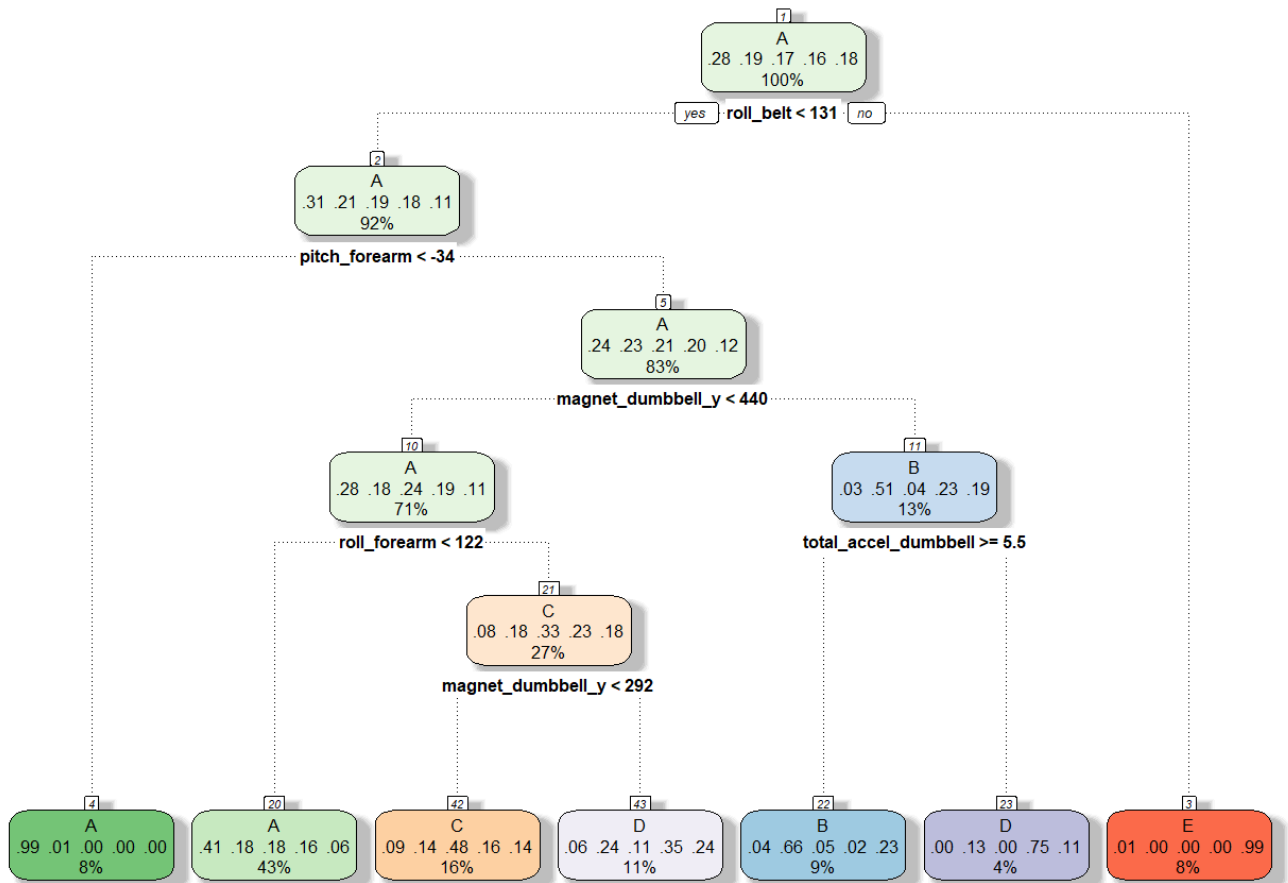 1
A
.28 .19 .17 .16 .18
100%
yes roll_belt < 131 no
2
A
.31 .21 .19 .18 .11
92%
pitch_forearm < -34
5
A
.24 .23 .21 .20 .12
83%
magnet_dumbbell_y < 440
10
A
.28 .18 .24 .19 .11
71%
roll_forearm < 122
11
B
.03 .51 .04 .23 .19
13%
total_accel_dumbbell >= 5.5
21
C
.08 .18 .33 .23 .18
27%
magnet_dumbbell_y < 292
4
A
.99 .01 .00 .00 .00
8%
20
A
.41 .18 .18 .16 .06
43%
42
C
.09 .14 .48 .16 .14
16%
43
D
.06 .24 .11 .35 .24
11%
22
B
.04 .66 .05 .02 .23
9%
23
D
.00 .13 .00 .75 .11
4%
3
E
.01 .00 .00 .00 .99
8%